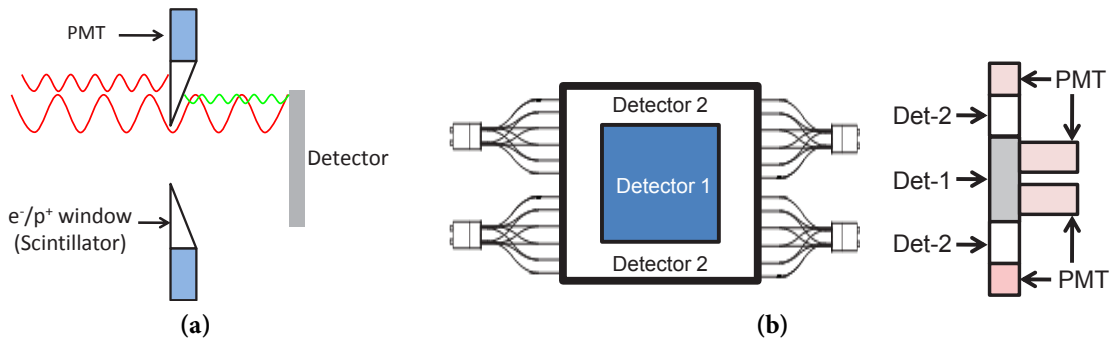 PMT
Detector
e⁻/p⁺ window
(Scintillator)
(a)
Detector 2
Detector 1
Detector 2
PMT
Det-2
Det-1
Det-2
PMT
(b)